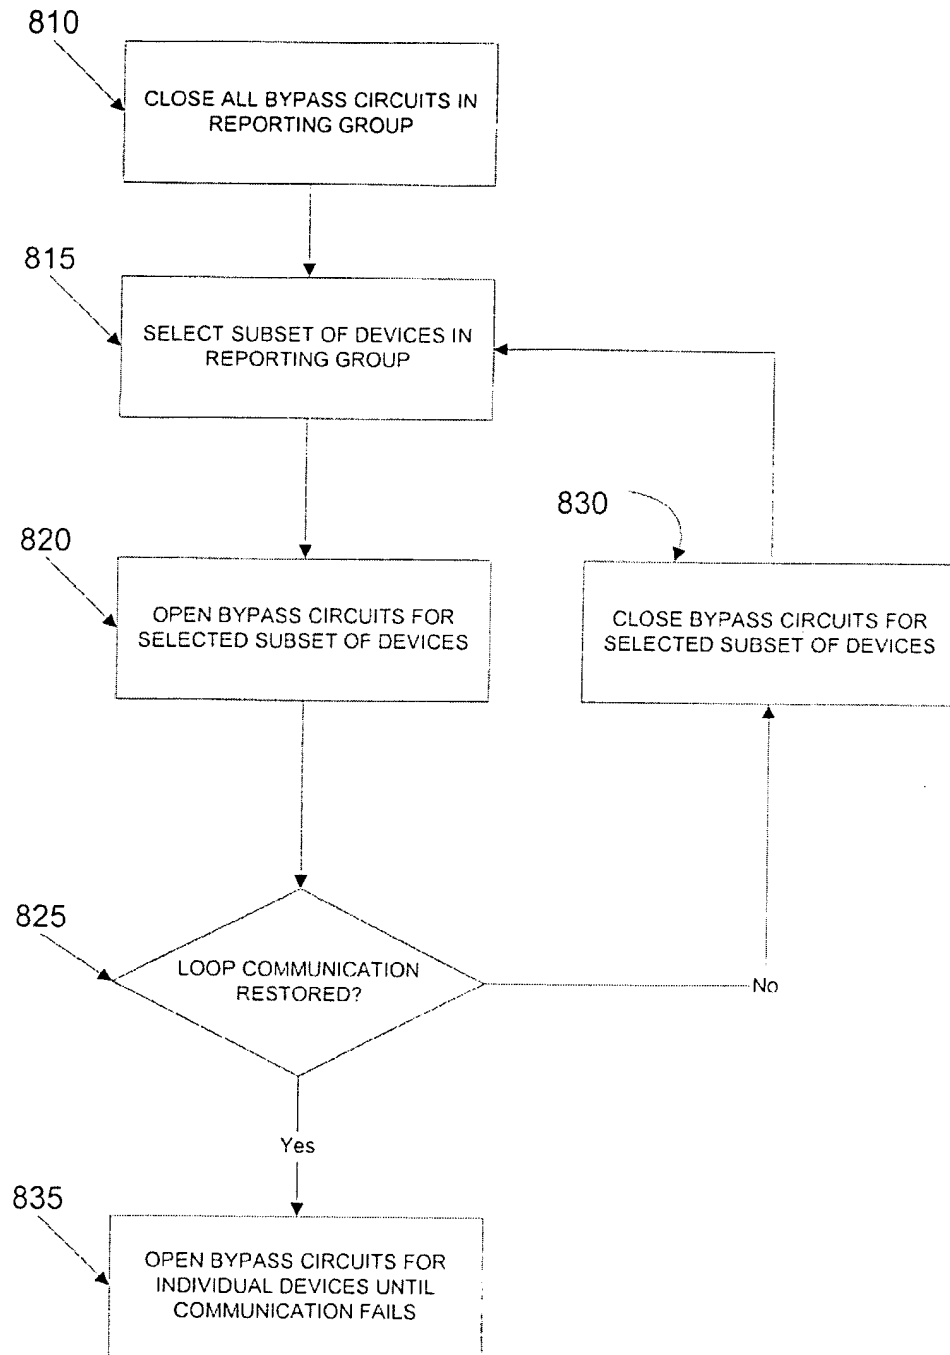 810
CLOSE ALL BYPASS CIRCUITS IN
REPORTING GROUP
815
SELECT SUBSET OF DEVICES IN
REPORTING GROUP
820
OPEN BYPASS CIRCUITS FOR
SELECTED SUBSET OF DEVICES
830
CLOSE BYPASS CIRCUITS FOR
SELECTED SUBSET OF DEVICES
825
LOOP COMMUNICATION
RESTORED?
No
Yes
835
OPEN BYPASS CIRCUITS FOR
INDIVIDUAL DEVICES UNTIL
COMMUNICATION FAILS